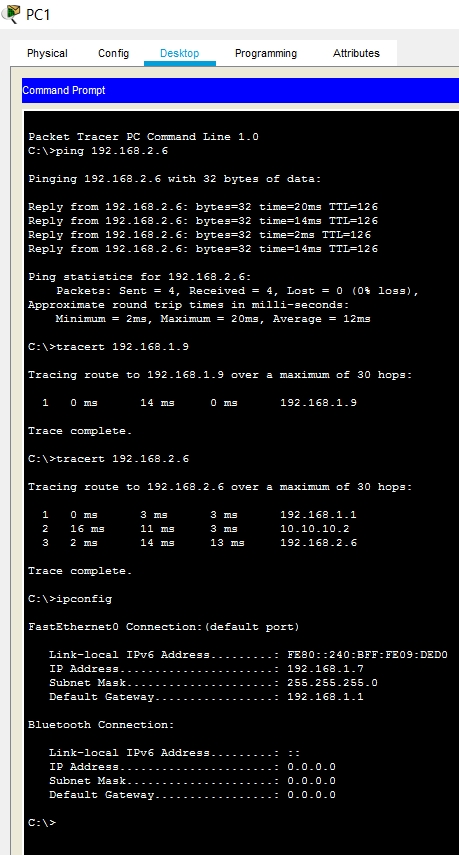 PC1
Physical Config Desktop Programming Attributes
Command Prompt
Packet Tracer PC Command Line 1.0
C:\>ping 192.168.2.6
Pinging 192.168.2.6 with 32 bytes of data:
Reply from 192.168.2.6: bytes=32 time=20ms TTL=126
Reply from 192.168.2.6: bytes=32 time=14ms TTL=126
Reply from 192.168.2.6: bytes=32 time=2ms TTL=126
Reply from 192.168.2.6: bytes=32 time=14ms TTL=126
Ping statistics for 192.168.2.6:
Packets: Sent = 4, Received = 4, Lost = 0 (0% loss),
Approximate round trip times in milli-seconds:
Minimum = 2ms, Maximum = 20ms, Average = 12ms
C:\>tracert 192.168.1.9
Tracing route to 192.168.1.9 over a maximum of 30 hops:
1 0 ms 14 ms 0 ms 192.168.1.9
Trace complete.
C:\>tracert 192.168.2.6
Tracing route to 192.168.2.6 over a maximum of 30 hops:
1 0 ms 3 ms 3 ms 192.168.1.1
2 16 ms 11 ms 3 ms 10.10.10.2
3 2 ms 14 ms 13 ms 192.168.2.6
Trace complete.
C:\>ipconfig
FastEthernet0 Connection:(default port)
Link-local IPv6 Address.........: FE80::240:BFF:FE09:DED0
IP Address......................: 192.168.1.7
Subnet Mask.....................: 255.255.255.0
Default Gateway.................: 192.168.1.1
Bluetooth Connection:
Link-local IPv6 Address.........: ::
IP Address......................: 0.0.0.0
Subnet Mask.....................: 0.0.0.0
Default Gateway.................: 0.0.0.0
C:\>